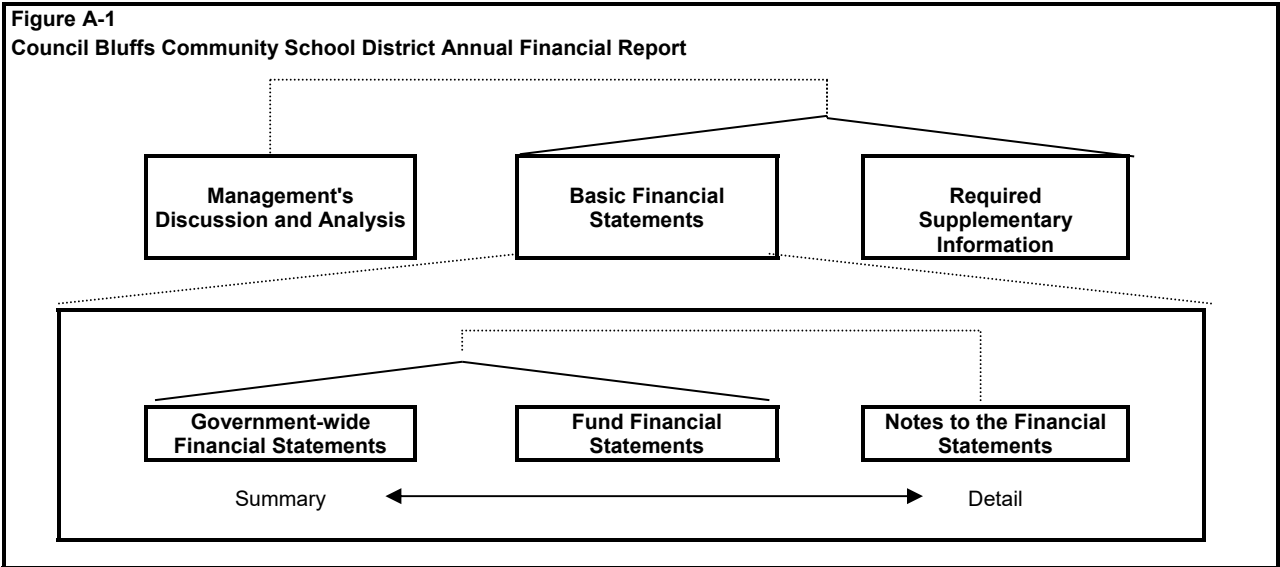 Figure A-1
Council Bluffs Community School District Annual Financial Report
Management's
Discussion and Analysis
Basic Financial
Statements
Required
Supplementary
Information
Government-wide
Financial Statements
Fund Financial
Statements
Notes to the Financial
Statements
Summary
Detail